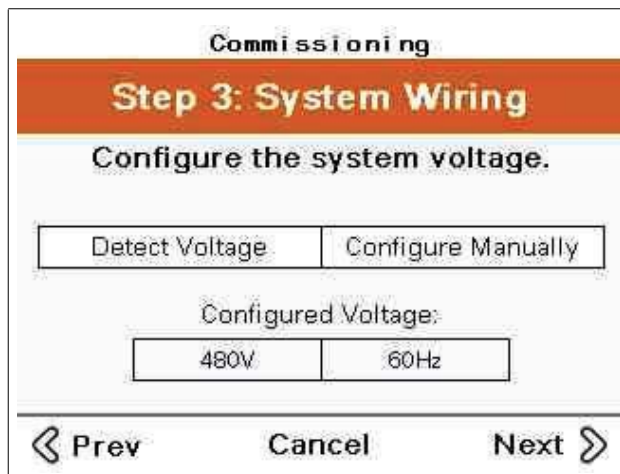 Commissioning
Step 3: System Wiring
Configure the system voltage.
Detect Voltage Configure Manually
Configured Voltage:
480V 60Hz
Prev Cancel Next